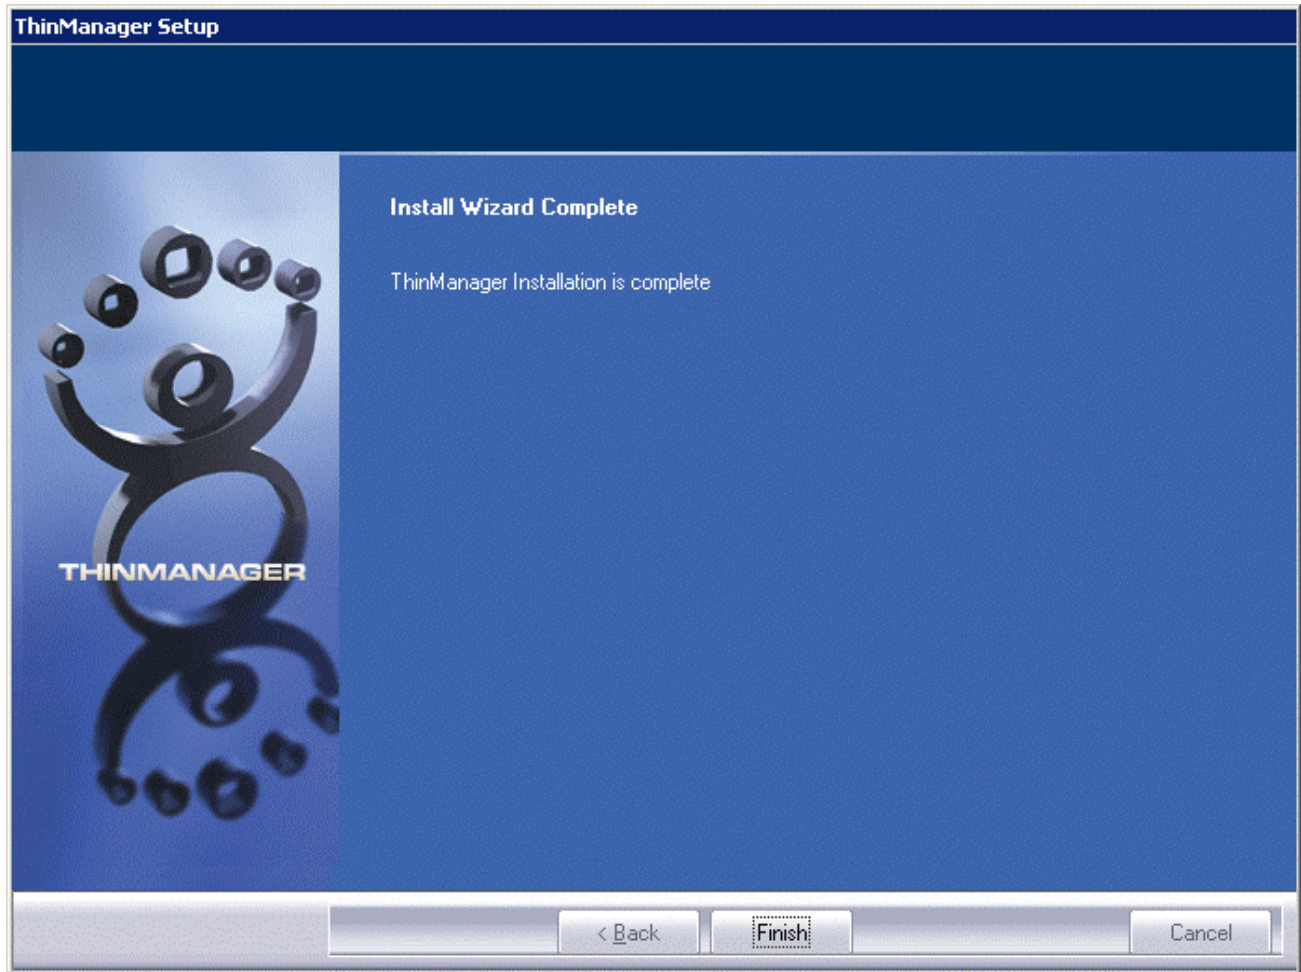 ThinManager Setup
Install Wizard Complete
ThinManager Installation is complete
THINMANAGER
< Back
Finish
Cancel